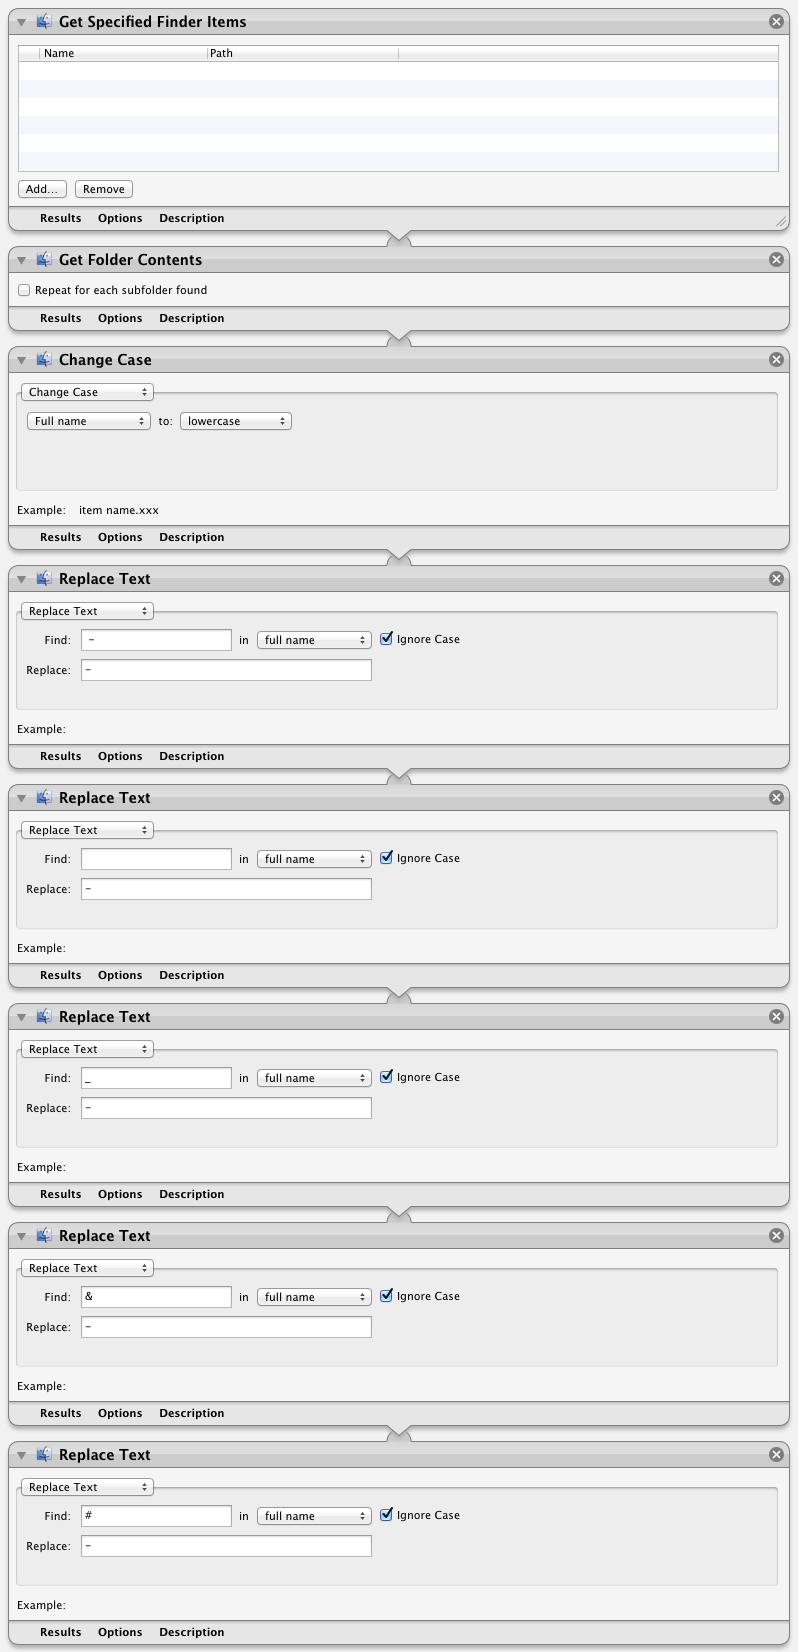 Get Specified Finder Items
Name Path
Add... Remove
Results Options Description
Get Folder Contents
Repeat for each subfolder found
Results Options Description
Change Case
Change Case
Full name to: lowercase
Example: item name.xxx
Results Options Description
Replace Text
Replace Text
Find: - in full name Ignore Case
Replace: -
Example:
Results Options Description
Replace Text
Replace Text
Find: in full name Ignore Case
Replace: -
Example:
Results Options Description
Replace Text
Replace Text
Find: _ in full name Ignore Case
Replace: -
Example:
Results Options Description
Replace Text
Replace Text
Find: & in full name Ignore Case
Replace: -
Example:
Results Options Description
Replace Text
Replace Text
Find: # in full name Ignore Case
Replace: -
Example:
Results Options Description